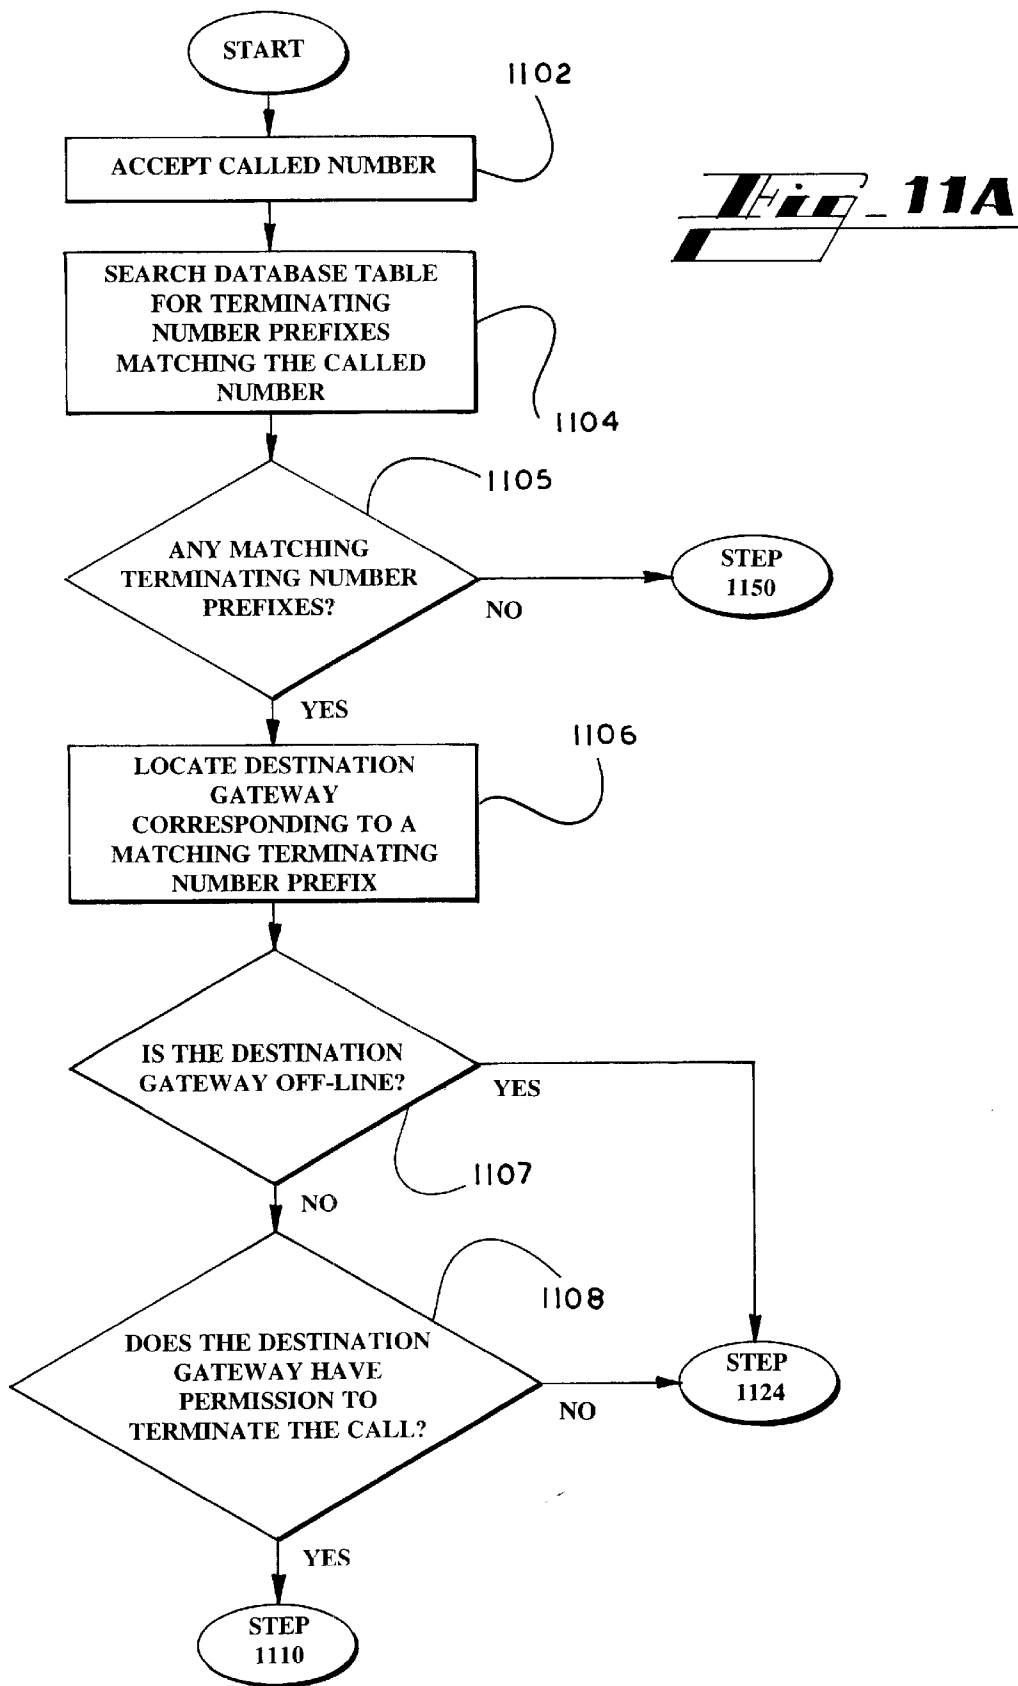 START
1102
ACCEPT CALLED NUMBER
Fig_11A
SEARCH DATABASE TABLE
FOR TERMINATING
NUMBER PREFIXES
MATCHING THE CALLED
NUMBER
1104
1105
ANY MATCHING
TERMINATING NUMBER
PREFIXES?
NO
STEP
1150
YES
1106
LOCATE DESTINATION
GATEWAY
CORRESPONDING TO A
MATCHING TERMINATING
NUMBER PREFIX
IS THE DESTINATION
GATEWAY OFF-LINE?
YES
1107
NO
1108
DOES THE DESTINATION
GATEWAY HAVE
PERMISSION TO
TERMINATE THE CALL?
NO
STEP
1124
YES
STEP
1110